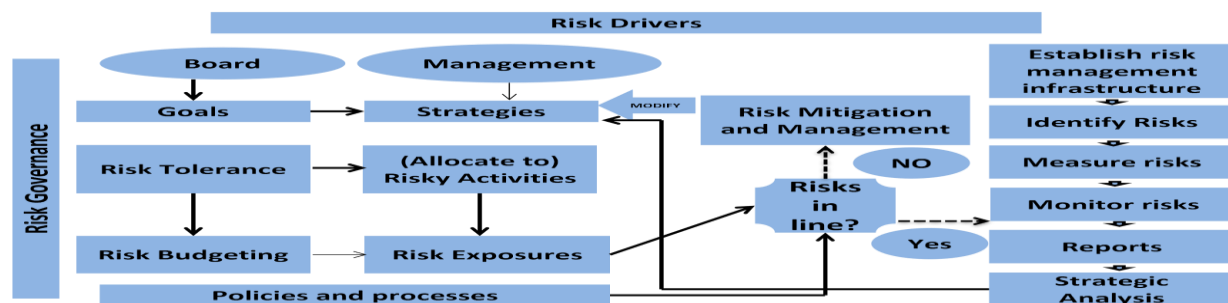 Risk Drivers
Risk Governance
Board
Management
Goals
Strategies
MODIFY
Risk Mitigation
and Management
Establish risk
management
infrastructure
Identify Risks
NO
Risk Tolerance
(Allocate to)
Risky Activities
Measure risks
Risks
in
line?
Monitor risks
Yes
Risk Budgeting
Risk Exposures
Reports
Policies and processes
Strategic
Analysis